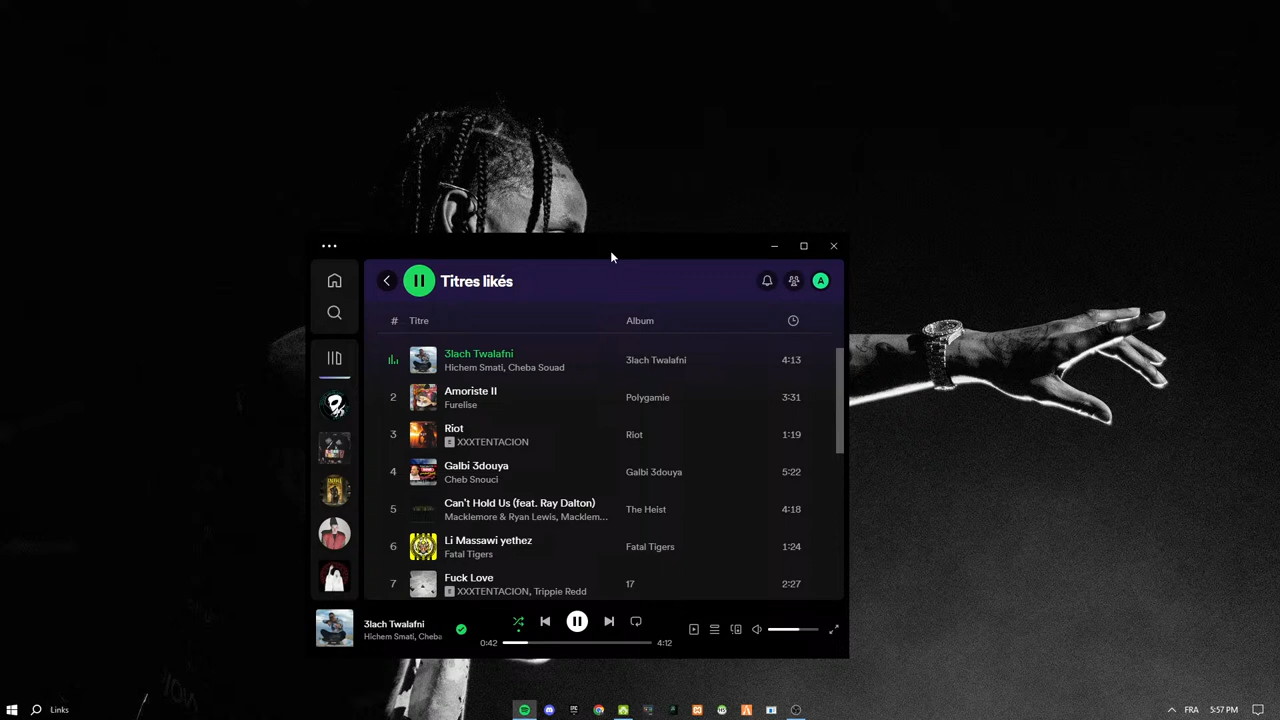 Titres likés
A
# Titre Album
3lach Twalafni
Hichem Smati, Cheba Souad
3lach Twalafni
4:13
2
Amoriste II
Furelise
Polygamie
3:31
3
Riot
E XXXTENTACION
Riot
1:19
4
Galbi 3douya
Cheb Snouci
Galbi 3douya
5:22
5
Can't Hold Us (feat. Ray Dalton)
Macklemore & Ryan Lewis, Macklem...
The Heist
4:18
6
Li Massawi yethez
Fatal Tigers
Fatal Tigers
1:24
7
Fuck Love
E XXXTENTACION, Trippie Redd
17
2:27
3lach Twalafni
Hichem Smati, Cheba
0:42
4:12
Links
FRA
5:57 PM